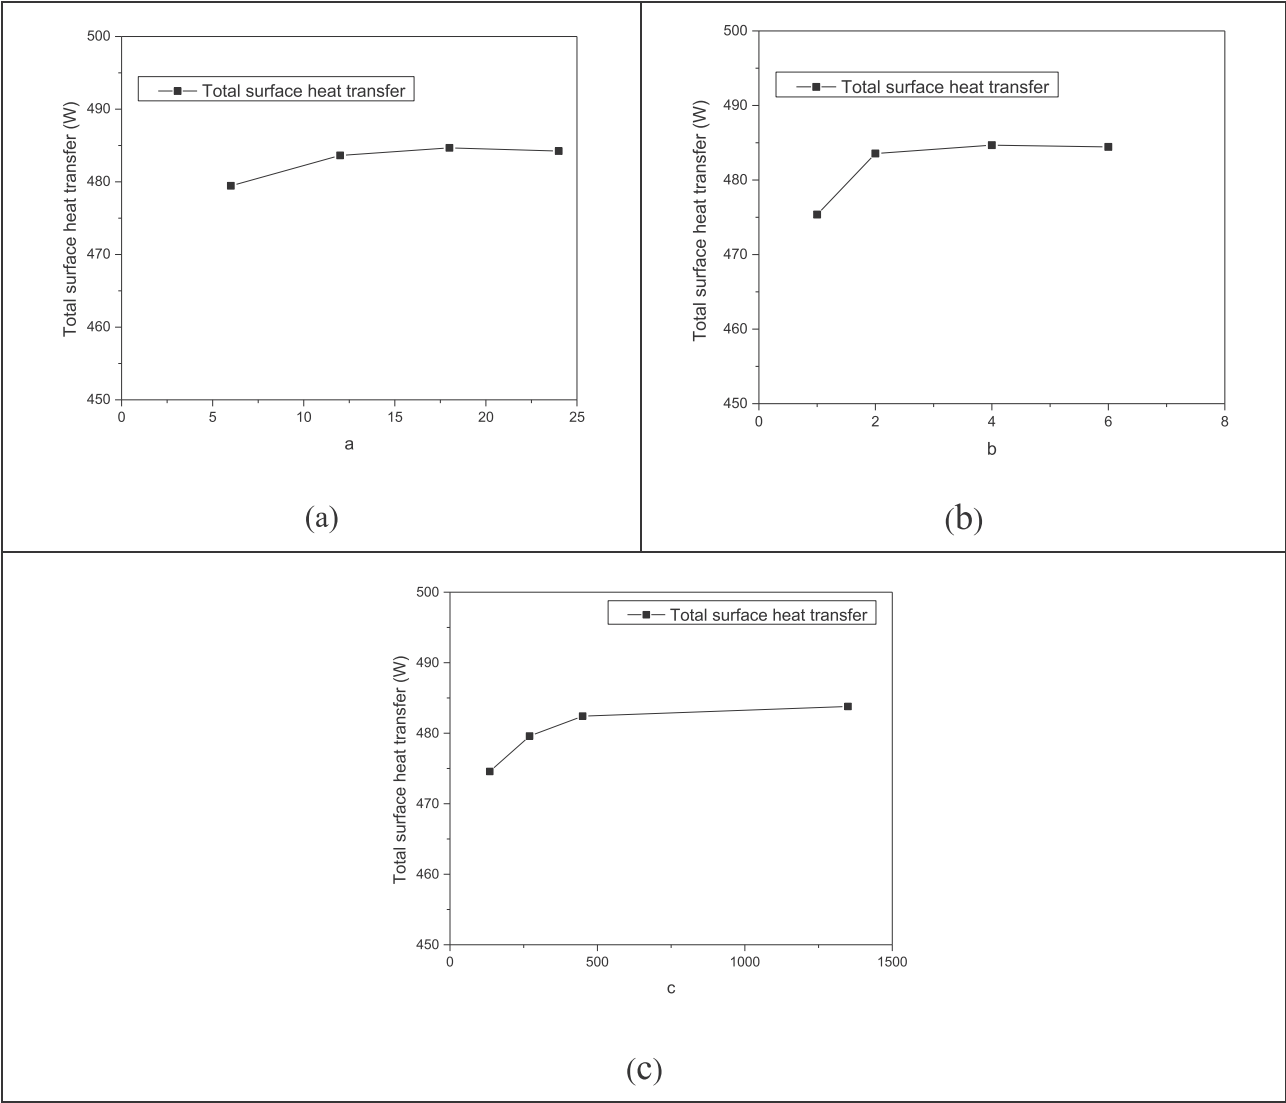 500
490
480
470
460
450
Total surface heat transfer (W)
Total surface heat transfer
0 5 10 15 20 25
a
(a)
500
490
480
470
460
450
Total surface heat transfer (W)
Total surface heat transfer
0 2 4 6 8
b
(b)
500
490
480
470
460
450
Total surface heat transfer (W)
Total surface heat transfer
0 500 1000 1500
c
(c)